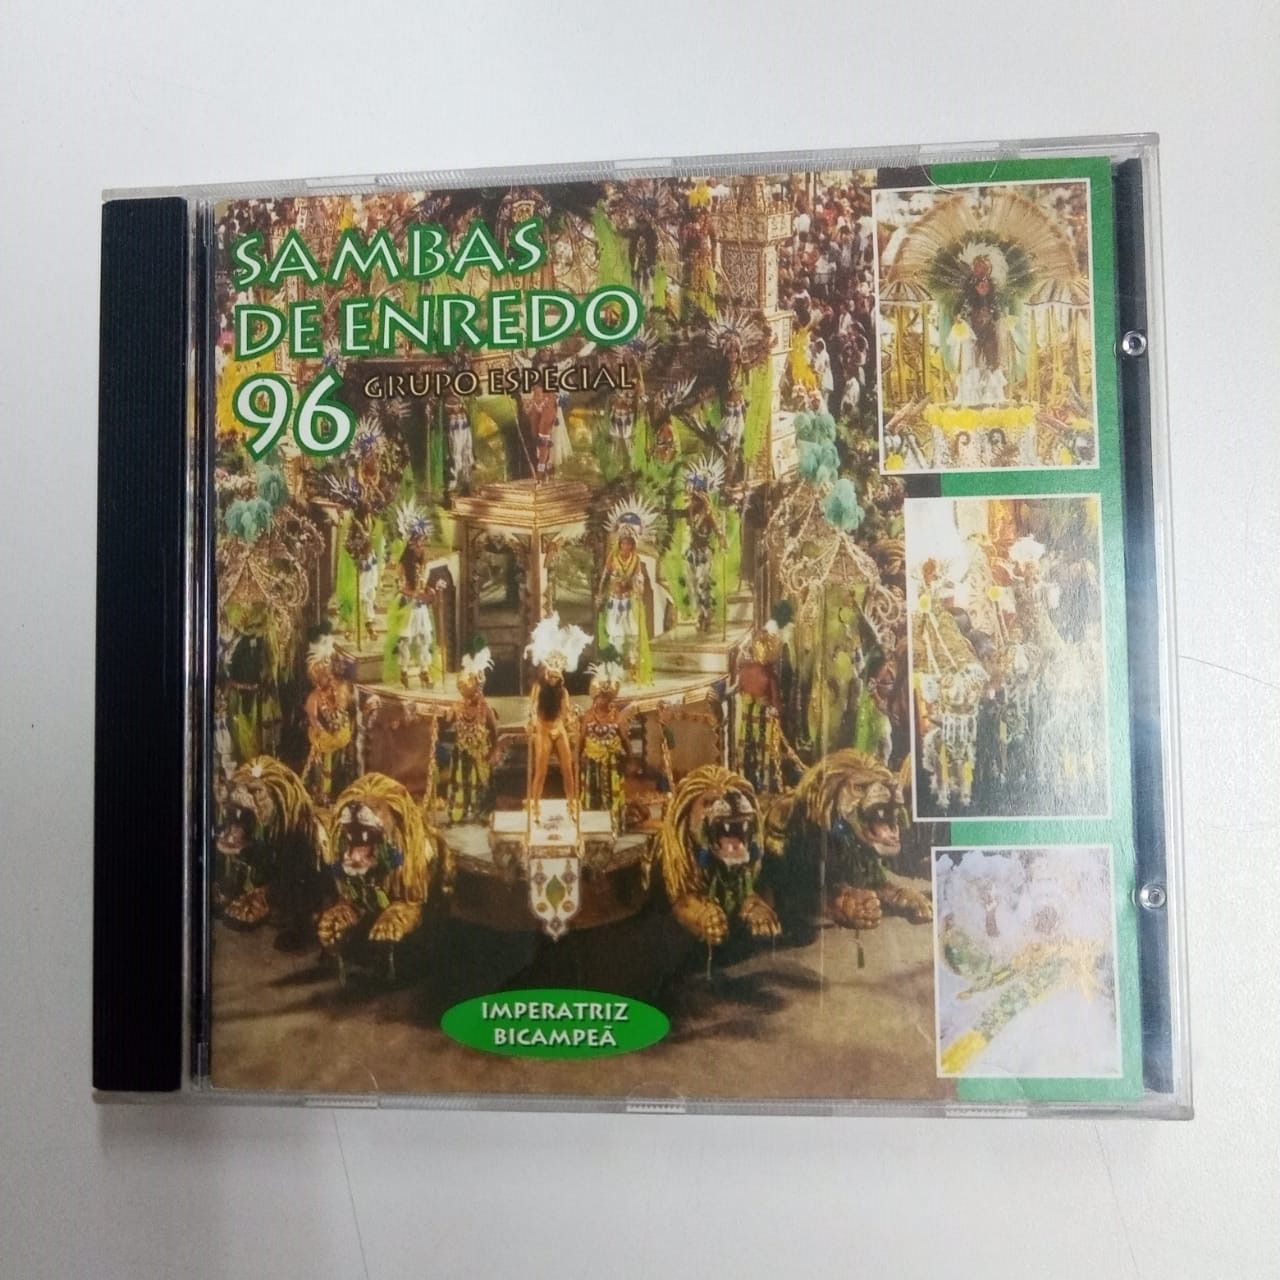 SAMBAS
DE ENREDO
96 GRUPO ESPECIAL
IMPERATRIZ
BICAMPEÃ